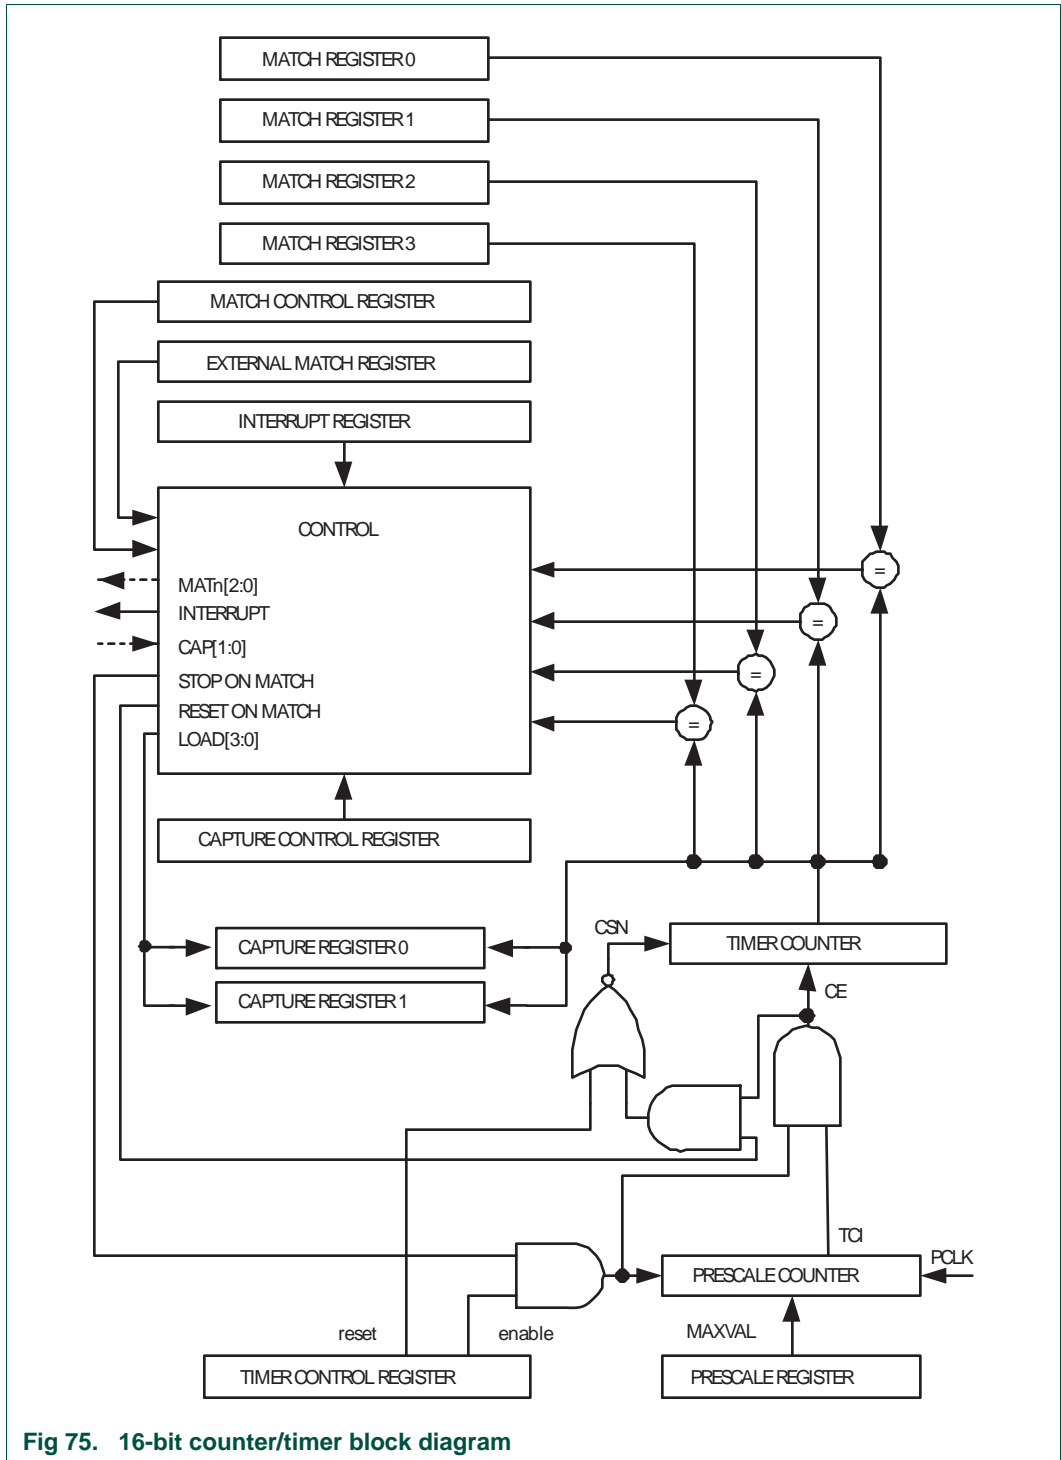 MATCH REGISTER 0
MATCH REGISTER 1
MATCH REGISTER 2
MATCH REGISTER 3
MATCH CONTROL REGISTER
EXTERNAL MATCH REGISTER
INTERRUPT REGISTER
CONTROL
=
MATn[2:0]
INTERRUPT
=
CAP[1:0]
STOP ON MATCH
=
RESET ON MATCH
=
LOAD[3:0]
CAPTURE CONTROL REGISTER
CSN
CAPTURE REGISTER 0
TIMER COUNTER
CE
CAPTURE REGISTER 1
TCI
PCLK
PRESCALE COUNTER
reset
enable
MAXVAL
TIMER CONTROL REGISTER
PRESCALE REGISTER
Fig 75. 16-bit counter/timer block diagram